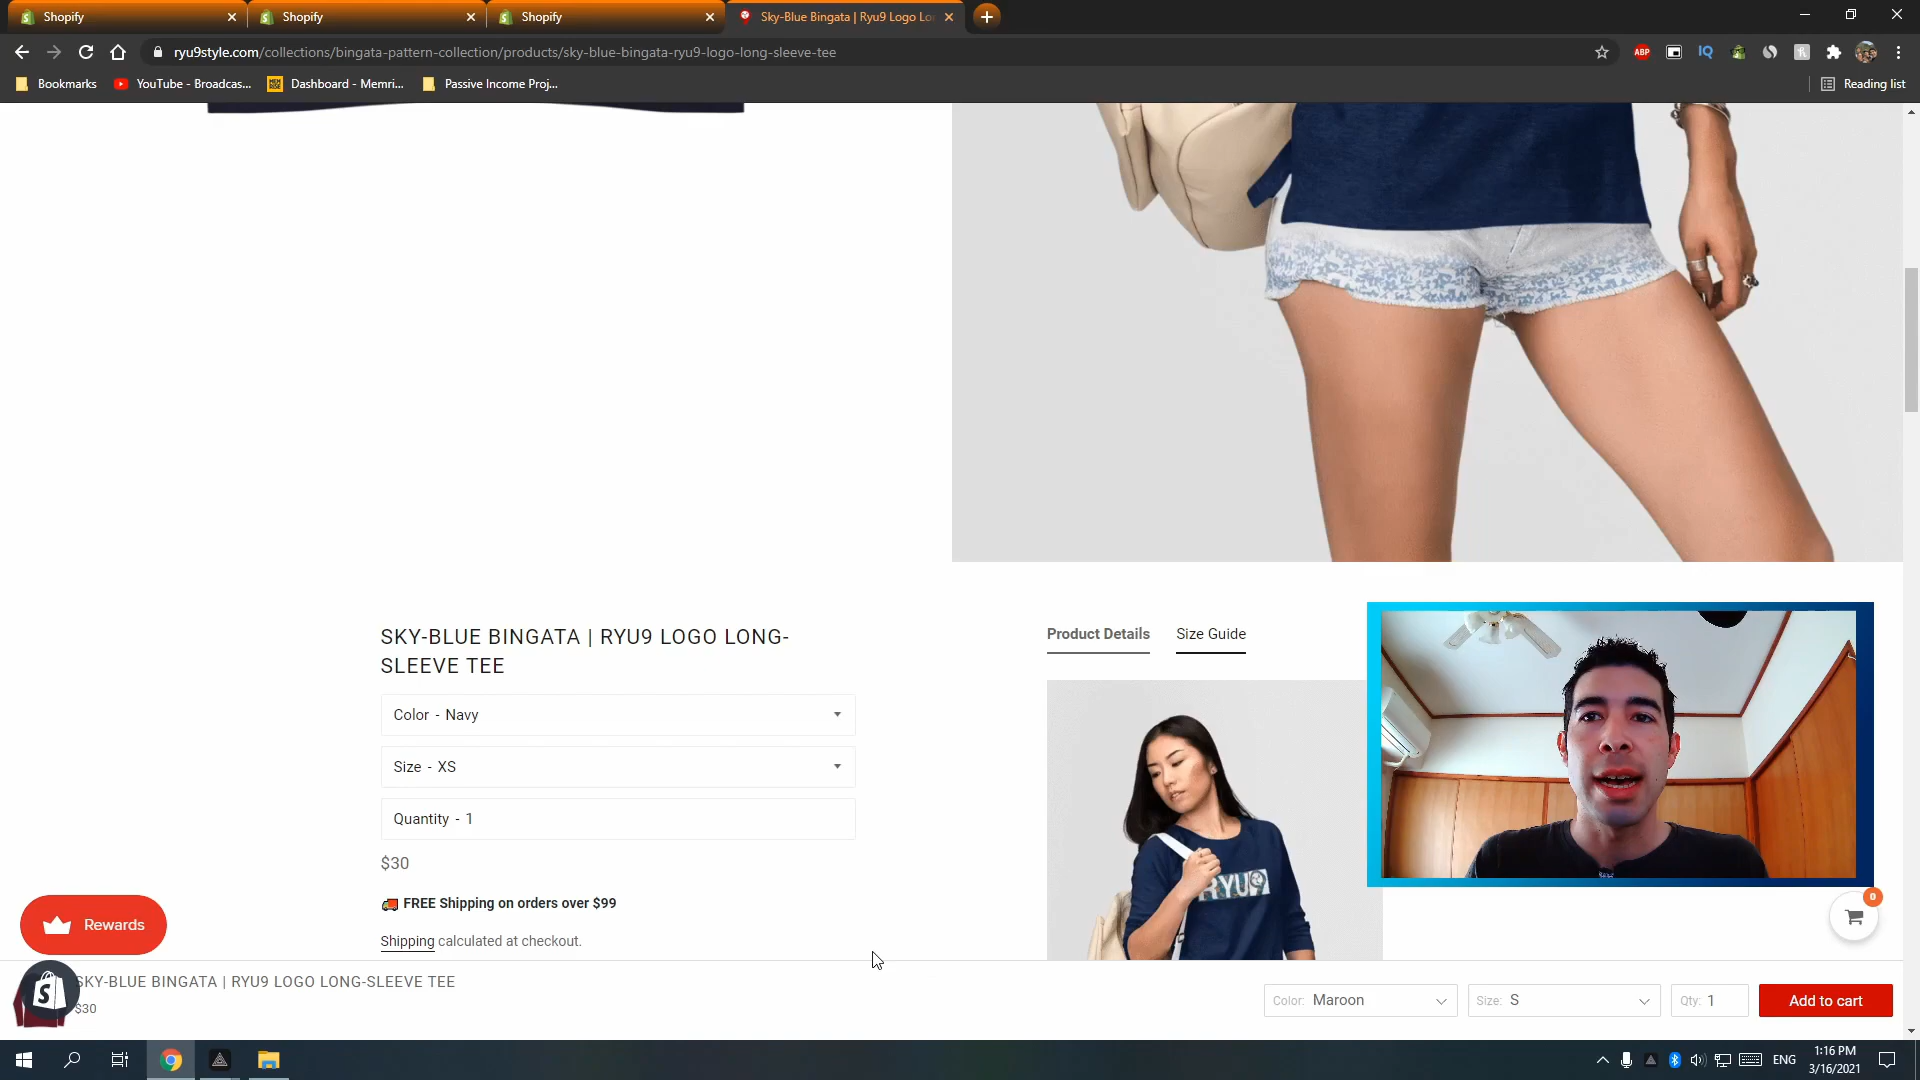 Shopify
Shopify
Shopify
Sky-Blue Bingata | Ryu9 Logo Lo
ryu9style.com/collections/bingata-pattern-collection/products/sky-blue-bingata-ryu9-logo-long-sleeve-tee
ABP
IQ
Bookmarks
YouTube - Broadcas...
Dashboard - Memri...
Passive Income Proj...
Reading list
SKY-BLUE BINGATA | RYU9 LOGO LONG-
SLEEVE TEE
Color - Navy
Size - XS
Quantity - 1
$30
FREE Shipping on orders over $99
Shipping calculated at checkout.
Product Details
Size Guide
RYU9
0
Rewards
SKY-BLUE BINGATA | RYU9 LOGO LONG-SLEEVE TEE
$30
Color: Maroon
Size: S
Qty: 1
Add to cart
ENG
1:16 PM
3/16/2021